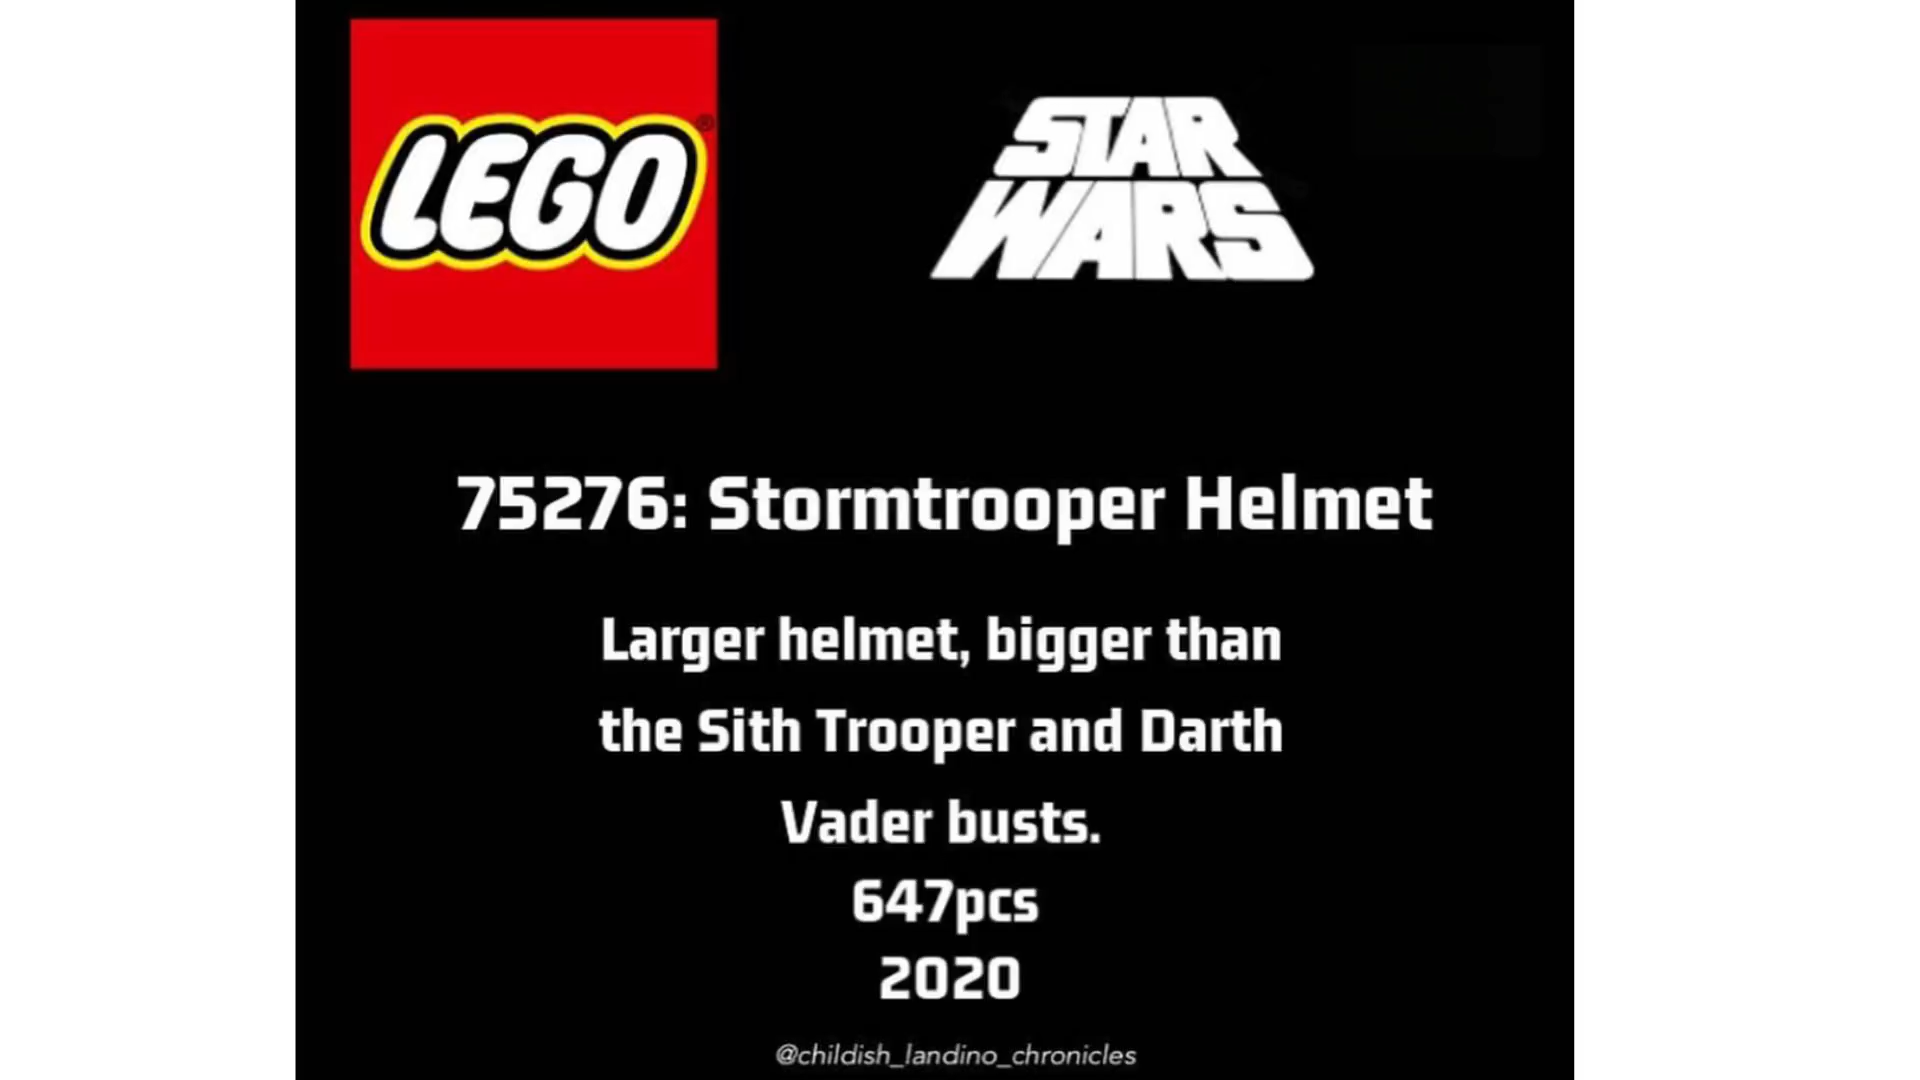 LEGO®
STAR
WARS
75276: Stormtrooper Helmet
Larger helmet, bigger than
the Sith Trooper and Darth
Vader busts.
647pcs
2020
@childish_landino_chronicles